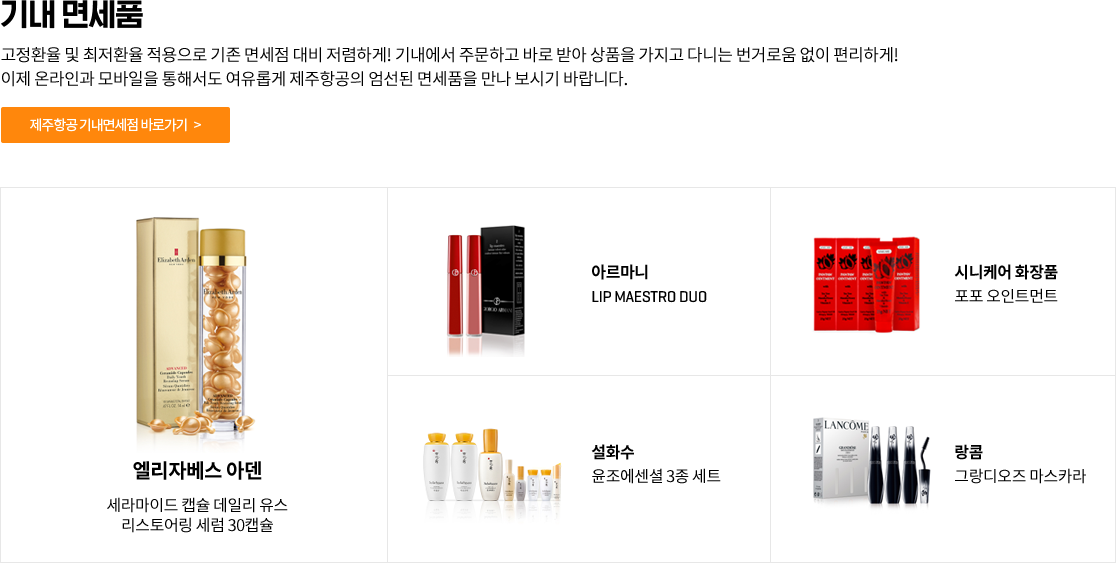 기내 면세품
고정환율 및 최저환율 적용으로 기존 면세점 대비 저렴하게! 기내에서 주문하고 바로 받아 상품을 가지고 다니는 번거로움 없이 편리하게!
이제 온라인과 모바일을 통해서도 여유롭게 제주항공의 엄선된 면세품을 만나 보시기 바랍니다.
제주항공 기내면세점 바로가기 >
Elizabeth Arden
NEW YORK
Elizabeth Arden
ADVANCED
엘리자베스 아덴
세라마이드 캡슐 데일리 유스
리스토어링 세럼 30캡슐
GIORGIO ARMANI
아르마니
LIP MAESTRO DUO
시니케어 화장품
포포 오인트먼트
설화수
윤조에센셜 3종 세트
LANCÔME
GRANDIÔSE
랑콤
그랑디오즈 마스카라